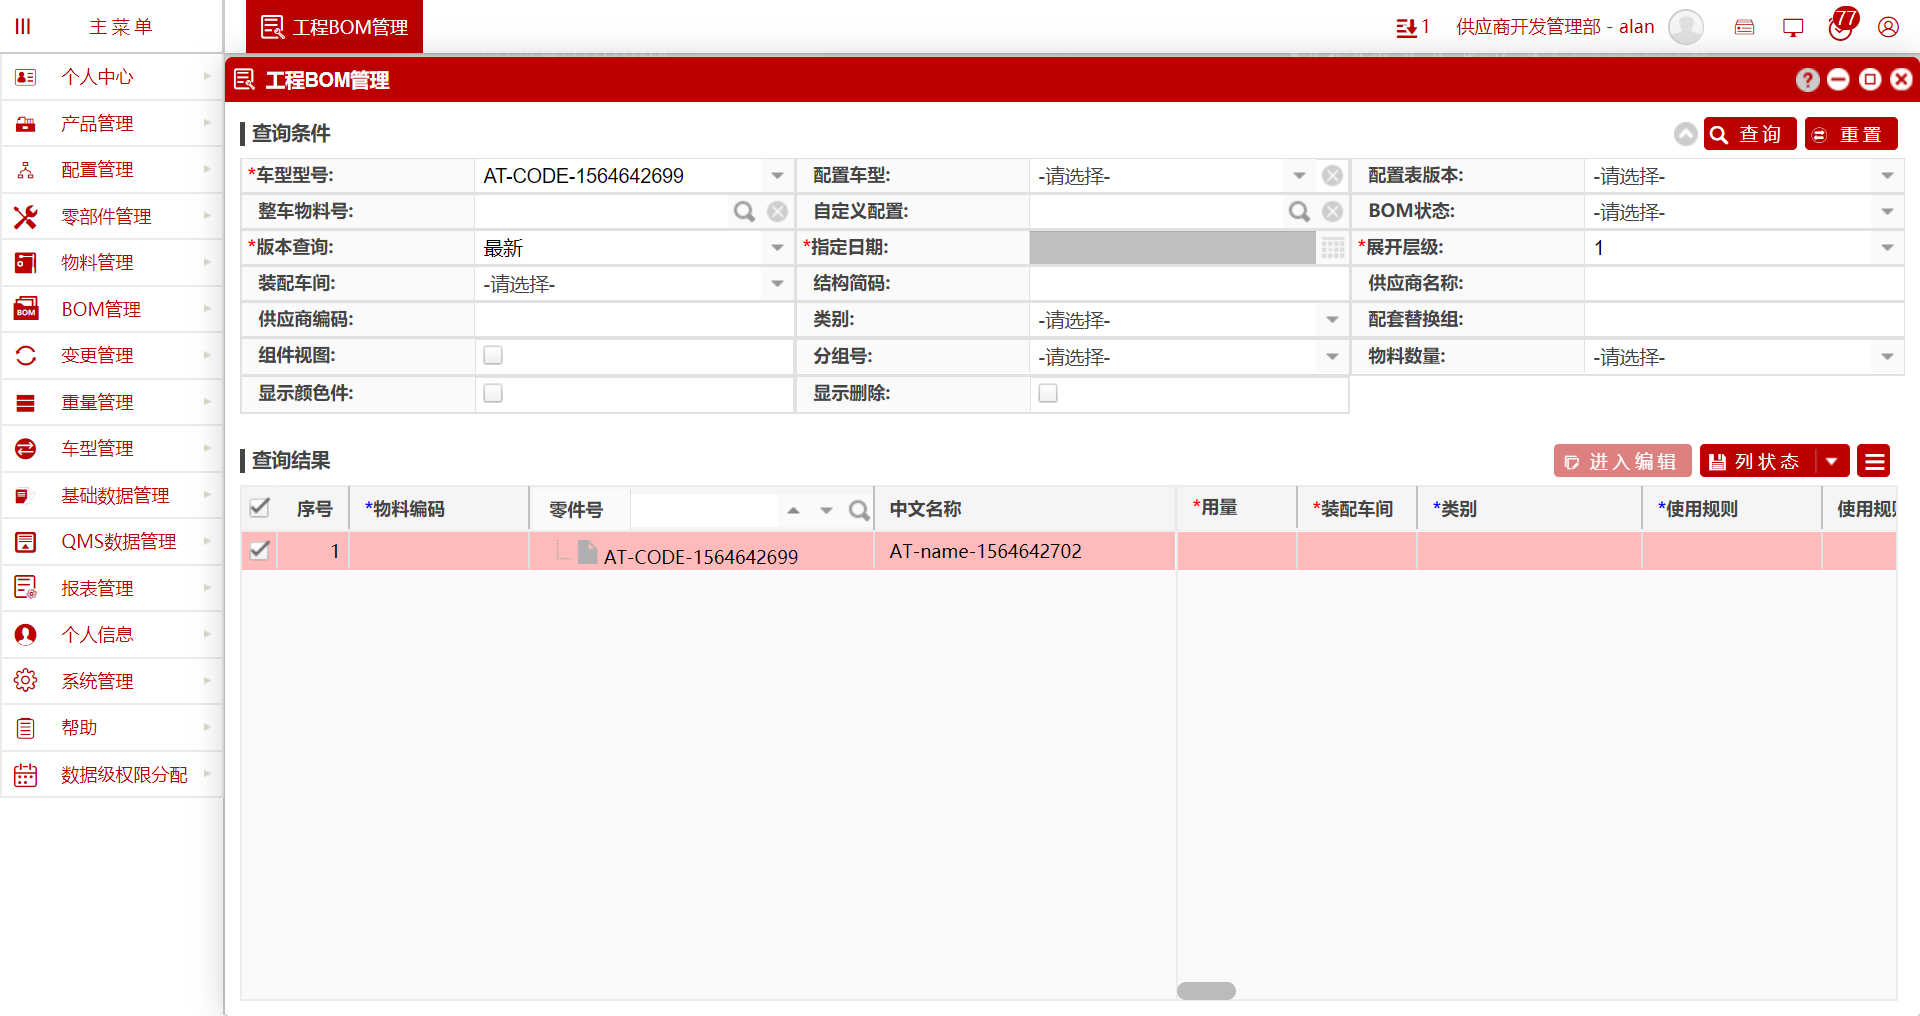 主菜单
工程BOM管理
1
供应商开发管理部 - alan
77
个人中心
产品管理
配置管理
零部件管理
物料管理
BOM
BOM管理
变更管理
重量管理
车型管理
基础数据管理
QMS数据管理
报表管理
个人信息
系统管理
帮助
数据级权限分配
工程BOM管理
查询条件
查询
重置
*车型型号: AT-CODE-1564642699 配置车型: -请选择- 配置表版本: -请选择-
整车物料号: 自定义配置: BOM状态: -请选择-
*版本查询: 最新 *指定日期: *展开层级: 1
装配车间: -请选择- 结构简码: 供应商名称:
供应商编码: 类别: -请选择- 配套替换组:
组件视图: 分组号: -请选择- 物料数量: -请选择-
显示颜色件: 显示删除:
查询结果
进入编辑
列状态
序号 *物料编码 零件号 中文名称 *用量 *装配车间 *类别 *使用规则 使用规
1 AT-CODE-1564642699 AT-name-1564642702